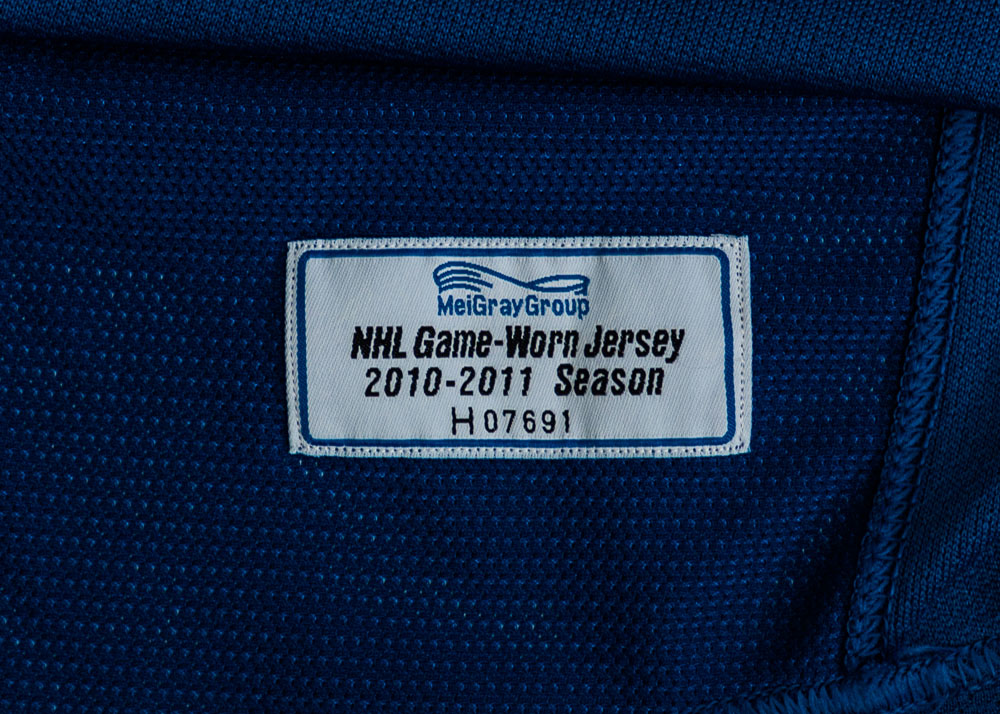 MeiGrayGroup
NHL Game-Worn Jersey
2010-2011 Season
H07691